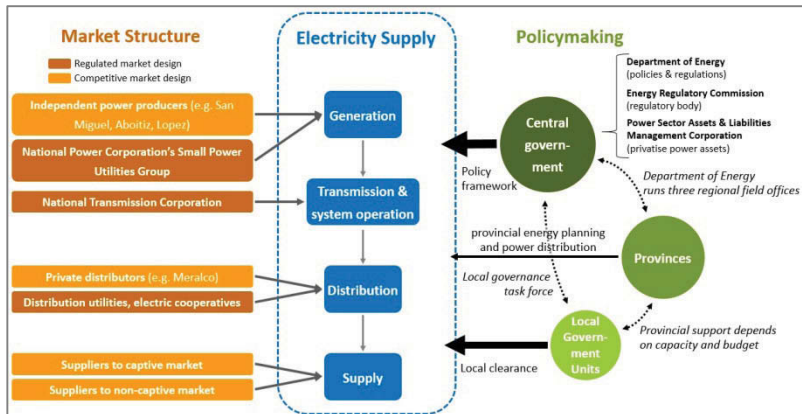 Market Structure
Regulated market design
Competitive market design
Independent power producers (e.g. San
Miguel, Aboitiz, Lopez)
National Power Corporation's Small Power
Utilities Group
National Transmission Corporation
Private distributors (e.g. Meralco)
Distribution utilities, electric cooperatives
Suppliers to captive market
Suppliers to non-captive market
Electricity Supply
Generation
Transmission &
system operation
Distribution
Supply
Policymaking
Department of Energy
(policies & regulations)
Energy Regulatory Commission
(regulatory body)
Power Sector Assets & Liabilities
Management Corporation
(privatise power assets)
Central
govern-
ment
Policy
framework
Department of Energy
runs three regional field offices
provincial energy planning
and power distribution
Provinces
Local governance
task force
Local
Govern-
ment
Units
Provincial support depends
on capacity and budget
Local clearance